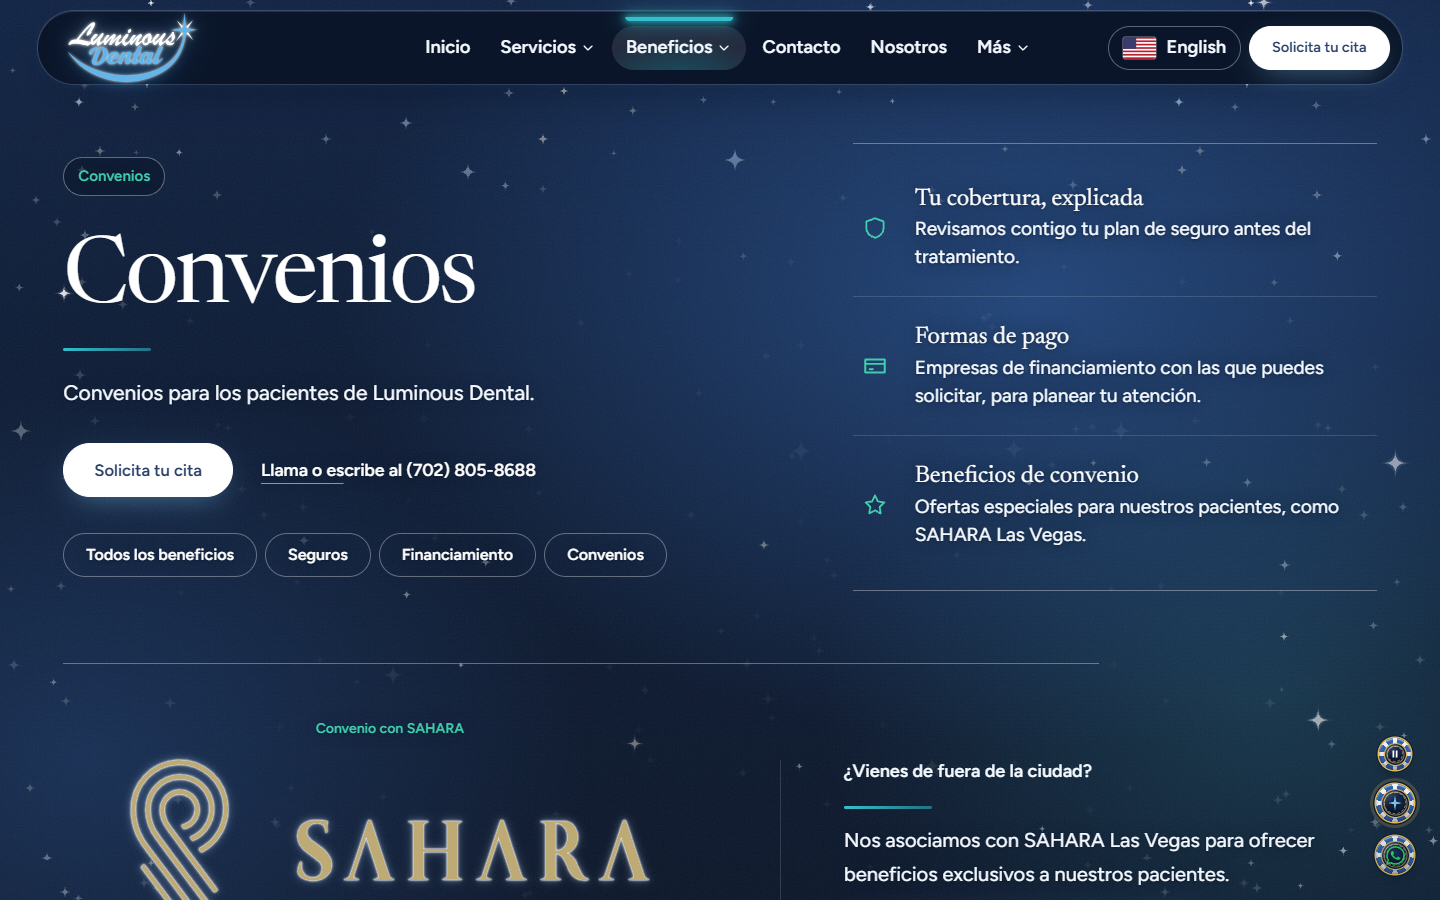 Luminous
Dental
Inicio
Servicios
Beneficios
Contacto
Nosotros
Más
English
Solicita tu cita
Convenios
Convenios
Convenios para los pacientes de Luminous Dental.
Solicita tu cita
Llama o escribe al (702) 805-8688
Todos los beneficios
Seguros
Financiamiento
Convenios
Tu cobertura, explicada
Revisamos contigo tu plan de seguro antes del
tratamiento.
Formas de pago
Empresas de financiamiento con las que puedes
solicitar, para planear tu atención.
Beneficios de convenio
Ofertas especiales para nuestros pacientes, como
SAHARA Las Vegas.
Convenio con SAHARA
SAHARA
¿Vienes de fuera de la ciudad?
Nos asociamos con SAHARA Las Vegas para ofrecer
beneficios exclusivos a nuestros pacientes.